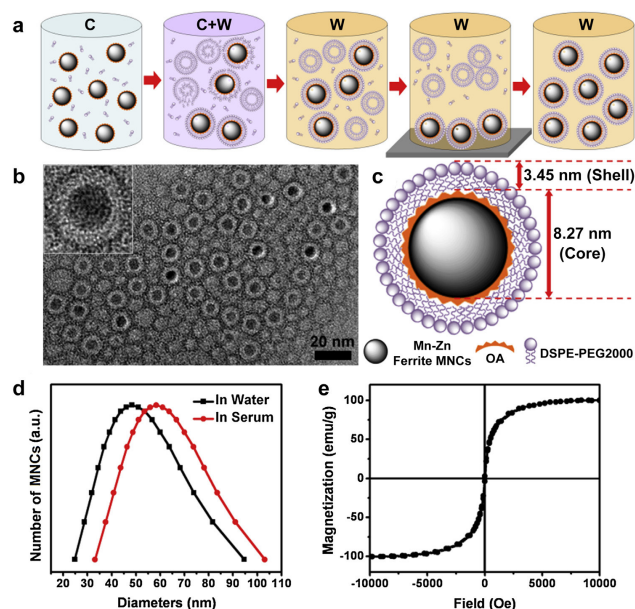 a
C
C+W
W
W
W
b
20 nm
c
3.45 nm (Shell)
8.27 nm
(Core)
Mn-Zn
Ferrite MNCs
OA
DSPE-PEG2000
d
Number of MNCs (a.u.)
In Water
In Serum
20 30 40 50 60 70 80 90 100 110
Diameters (nm)
e
Magnetization (emu/g)
100
50
0
-50
-100
-10000 -5000 0 5000 10000
Field (Oe)